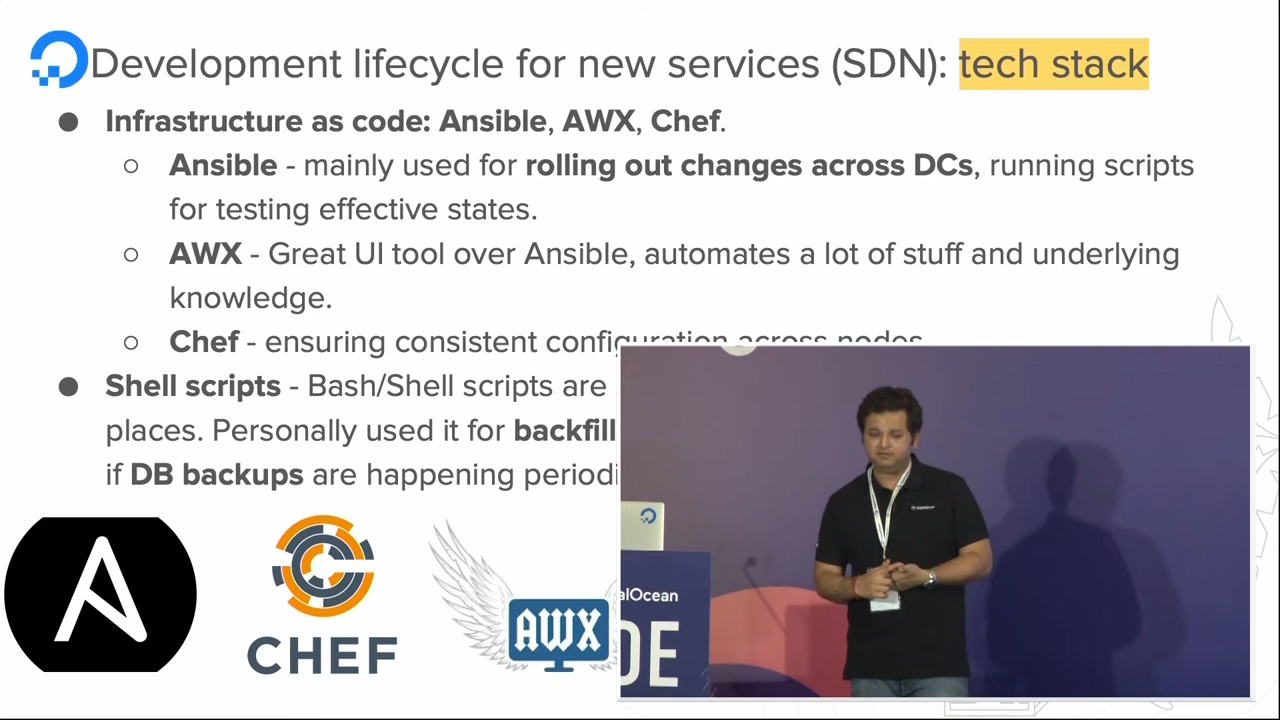 Development lifecycle for new services (SDN): tech stack
● Infrastructure as code: Ansible, AWX, Chef.
○ Ansible - mainly used for rolling out changes across DCs, running scripts
for testing effective states.
○ AWX - Great UI tool over Ansible, automates a lot of stuff and underlying
knowledge.
○ Chef - ensuring consistent configuration across nodes
● Shell scripts - Bash/Shell scripts are
places. Personally used it for backfill
if DB backups are happening periodi
CHEF
AWX
alOcean
DE